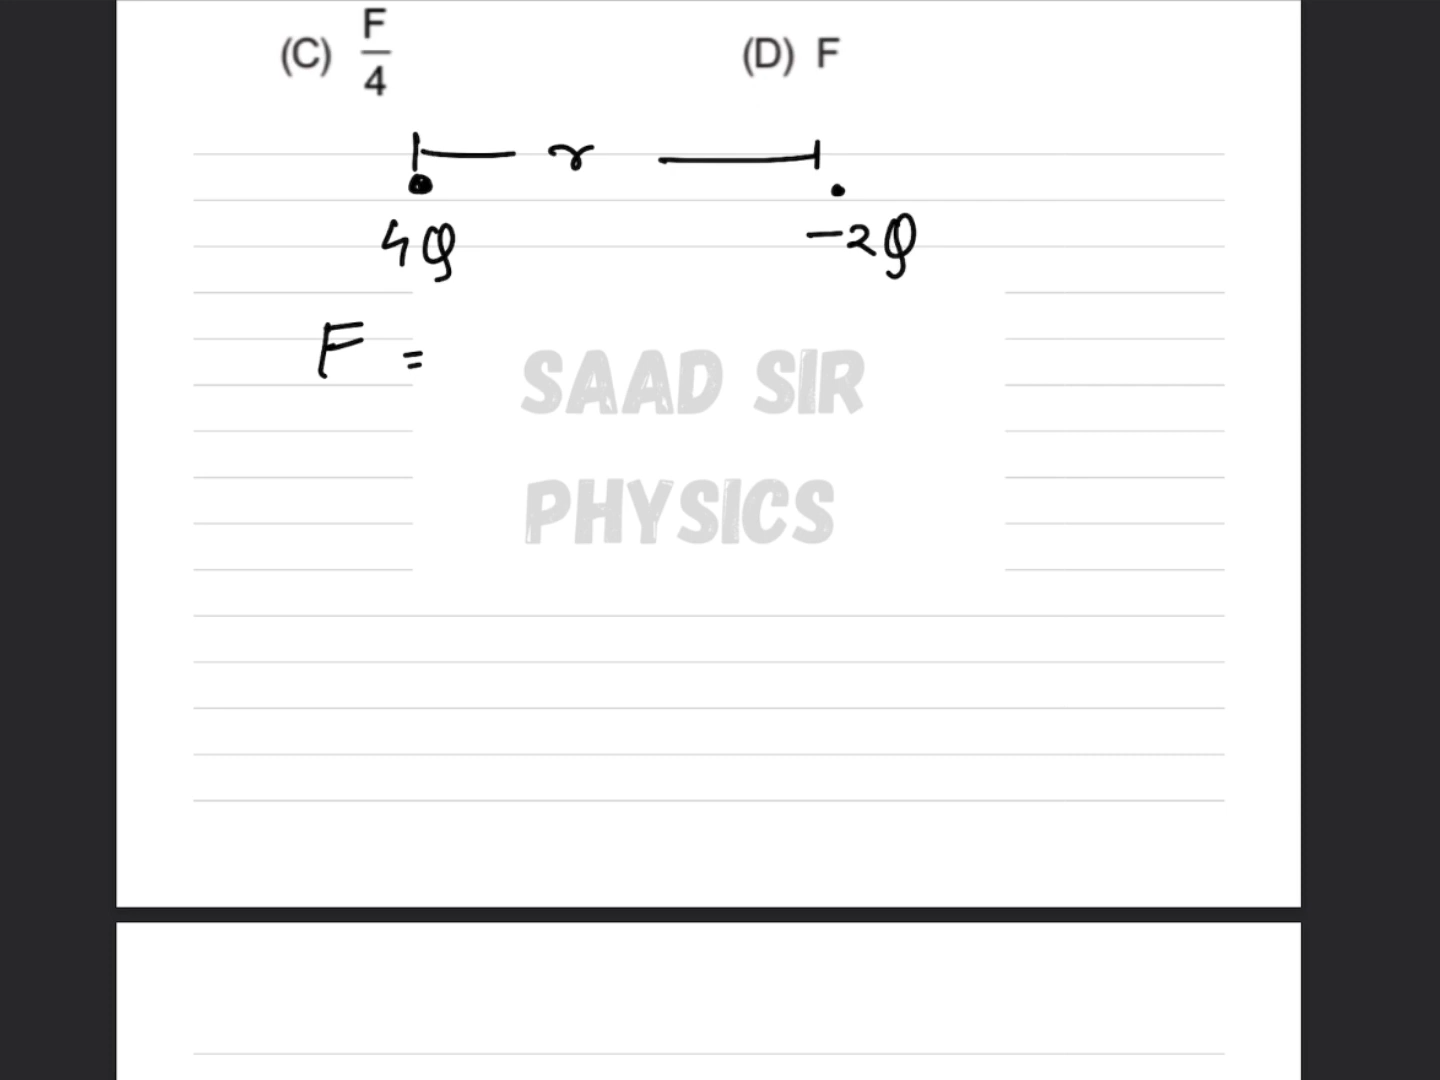 (C) F/4 (D) F
r
4Q -2Q
F =
SAAD SIR
PHYSICS